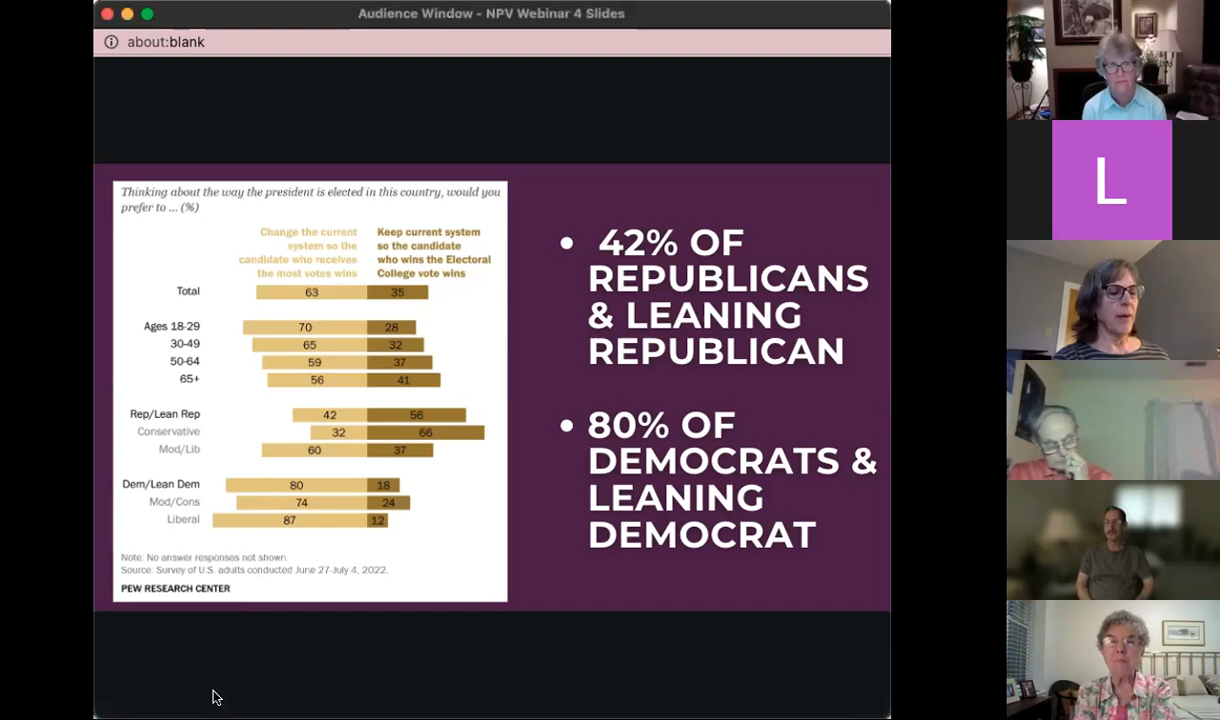 Audience Window - NPV Webinar 4 Slides
about:blank
Thinking about the way the president is elected in this country, would you
prefer to ... (%)
Change the current
system so the
candidate who receives
the most votes wins
Keep current system
so the candidate
who wins the Electoral
College vote wins
Total 63 35
Ages 18-29 70 28
30-49 65 32
50-64 59 37
65+ 56 41
Rep/Lean Rep 42 56
Conservative 32 66
Mod/Lib 60 37
Dem/Lean Dem 80 18
Mod/Cons 74 24
Liberal 87 12
Note: No answer responses not shown.
Source: Survey of U.S. adults conducted June 27-July 4, 2022.
PEW RESEARCH CENTER
• 42% OF
REPUBLICANS
& LEANING
REPUBLICAN
• 80% OF
DEMOCRATS &
LEANING
DEMOCRAT
L